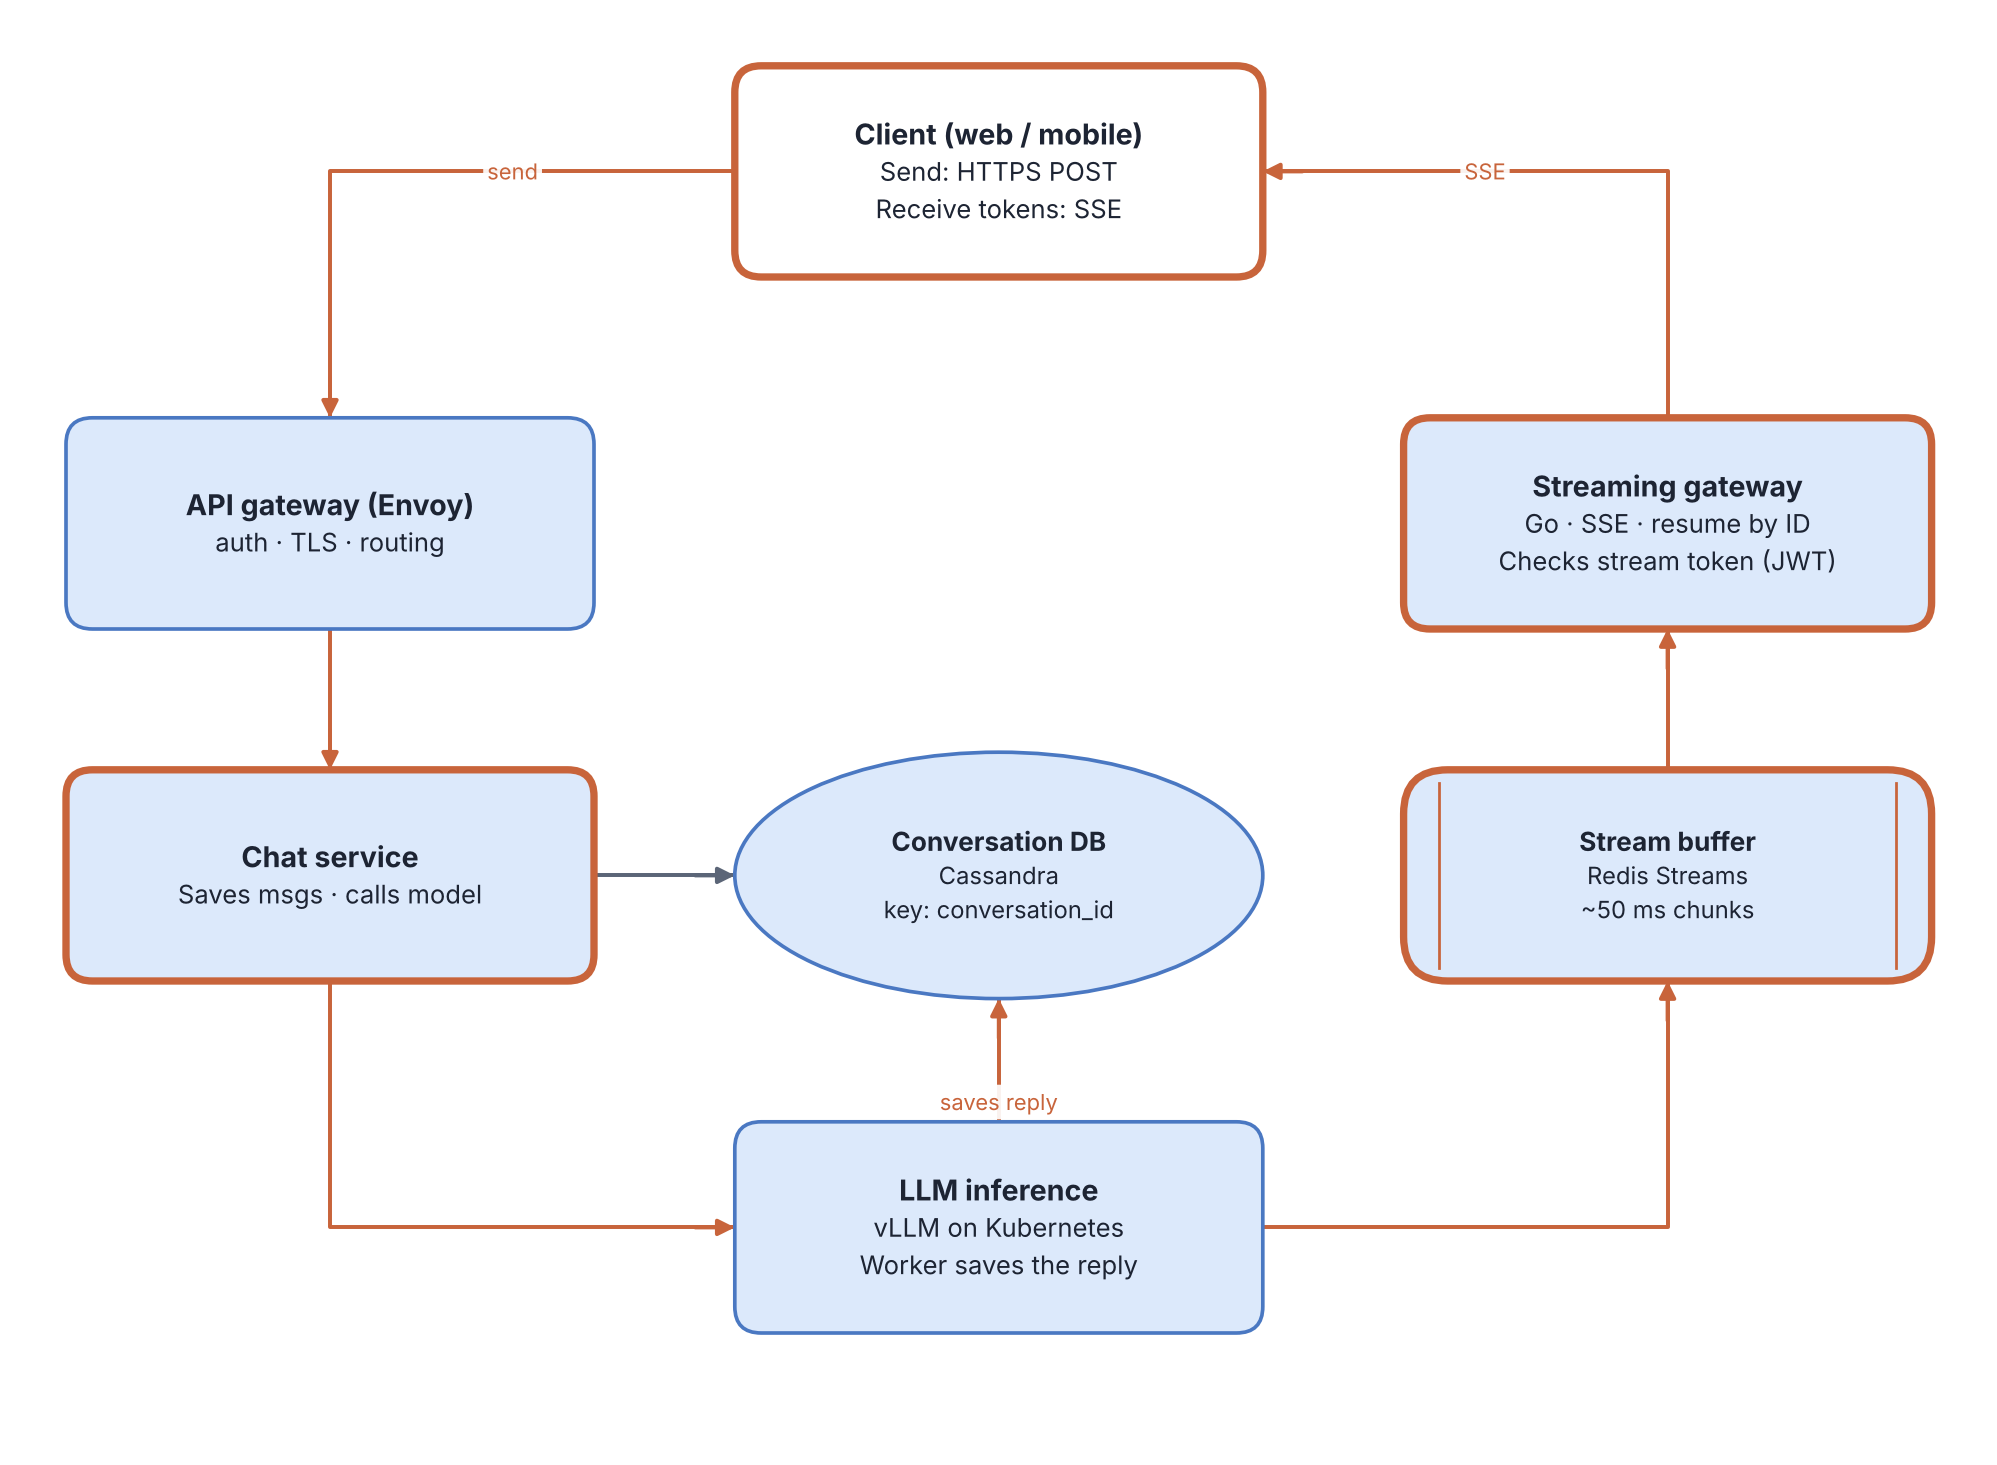 Client (web / mobile)
Send: HTTPS POST
Receive tokens: SSE
send
SSE
API gateway (Envoy)
auth · TLS · routing
Streaming gateway
Go · SSE · resume by ID
Checks stream token (JWT)
Chat service
Saves msgs · calls model
Conversation DB
Cassandra
key: conversation_id
Stream buffer
Redis Streams
~50 ms chunks
saves reply
LLM inference
vLLM on Kubernetes
Worker saves the reply